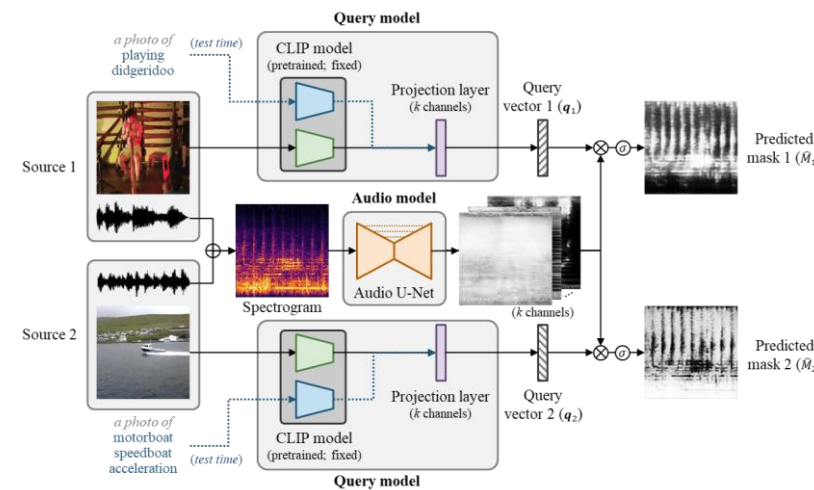 Query model
a photo of
playing
didgeridoo
(test time)
CLIP model
(pretrained; fixed)
Projection layer
(k channels)
Query
vector 1 (q₁)
σ
Predicted
mask 1 (M̂₁
Source 1
Audio model
Spectrogram
Audio U-Net
(k channels)
Source 2
Projection layer
(k channels)
Query
vector 2 (q₂)
σ
Predicted
mask 2 (M̂₂
CLIP model
(pretrained; fixed)
a photo of
motorboat
speedboat
acceleration
(test time)
Query model